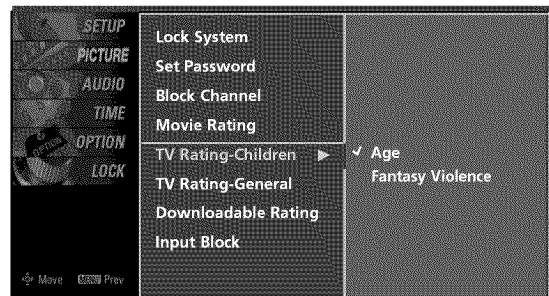 SETUP
PICTURE
AUDIO
TIME
OPTION
OPTION
LOCK
Move MENU Prev
Lock System
Set Password
Block Channel
Movie Rating
TV Rating-Children
TV Rating-General
Downloadable Rating
Input Block
Age
Fantasy Violence